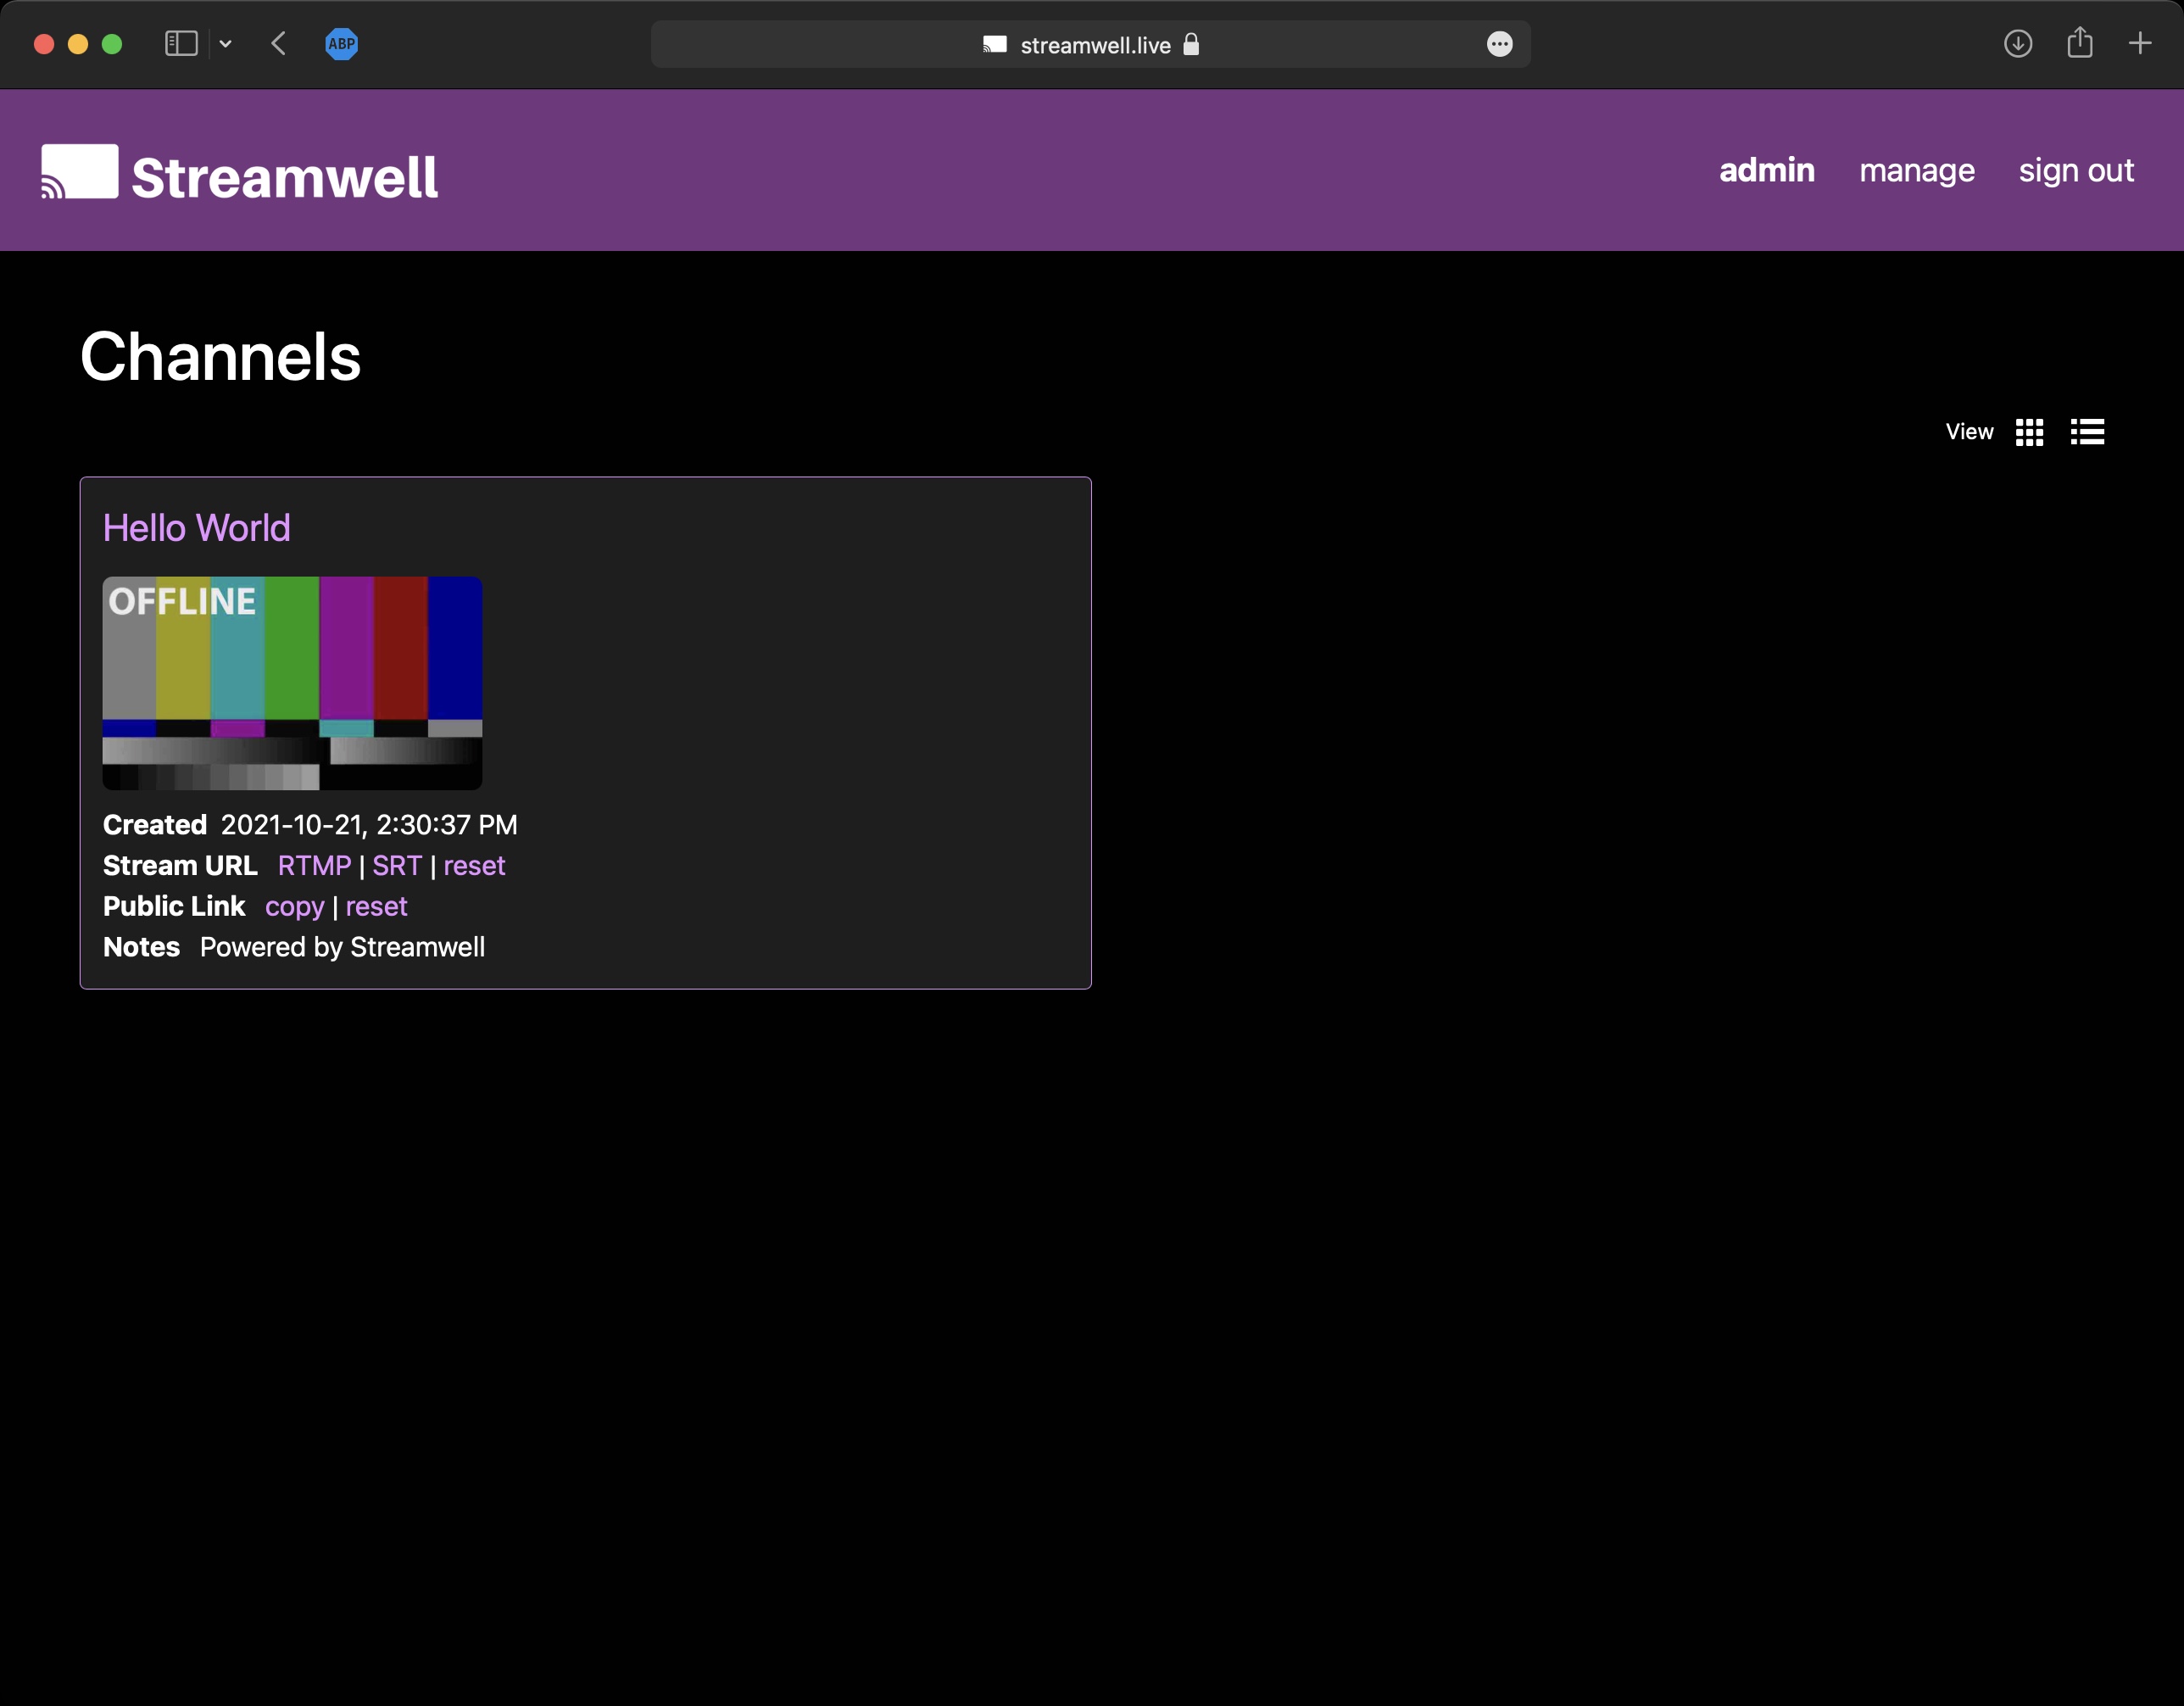 ABP
streamwell.live
Streamwell
admin manage sign out
Channels
View
Hello World
OFFLINE
Created 2021-10-21, 2:30:37 PM
Stream URL RTMP | SRT | reset
Public Link copy | reset
Notes Powered by Streamwell